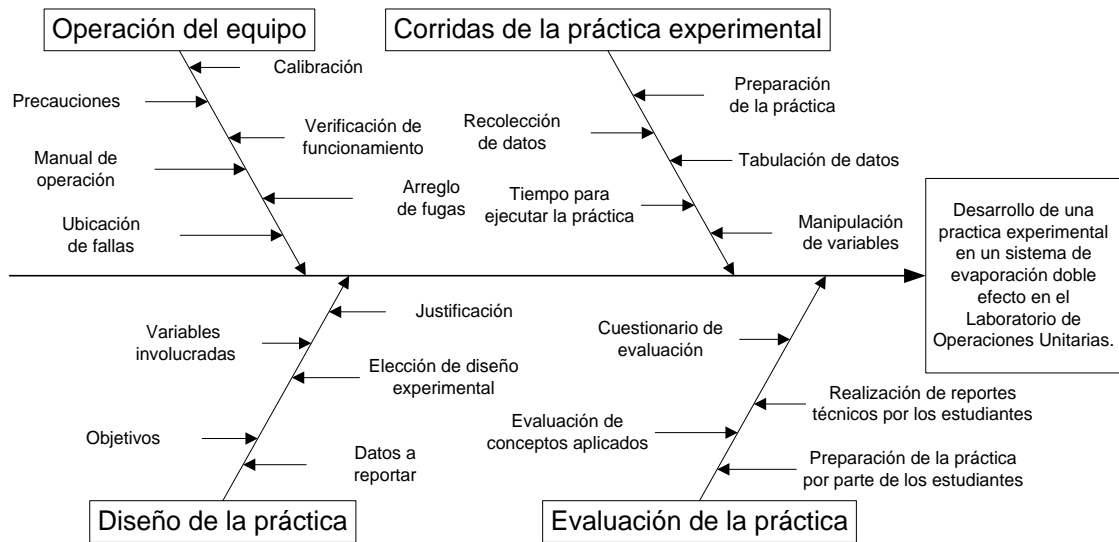 Operación del equipo
Calibración
Precauciones
Verificación de
funcionamiento
Manual de
operación
Arreglo
de fugas
Ubicación
de fallas
Corridas de la práctica experimental
Preparación
de la práctica
Recolección
de datos
Tabulación de datos
Tiempo para
ejecutar la práctica
Manipulación
de variables
Desarrollo de una
practica experimental
en un sistema de
evaporación doble
efecto en el
Laboratorio de
Operaciones Unitarias.
Justificación
Variables
involucradas
Elección de diseño
experimental
Objetivos
Datos a
reportar
Diseño de la práctica
Cuestionario de
evaluación
Realización de reportes
técnicos por los estudiantes
Evaluación de
conceptos aplicados
Preparación de la práctica
por parte de los estudiantes
Evaluación de la práctica